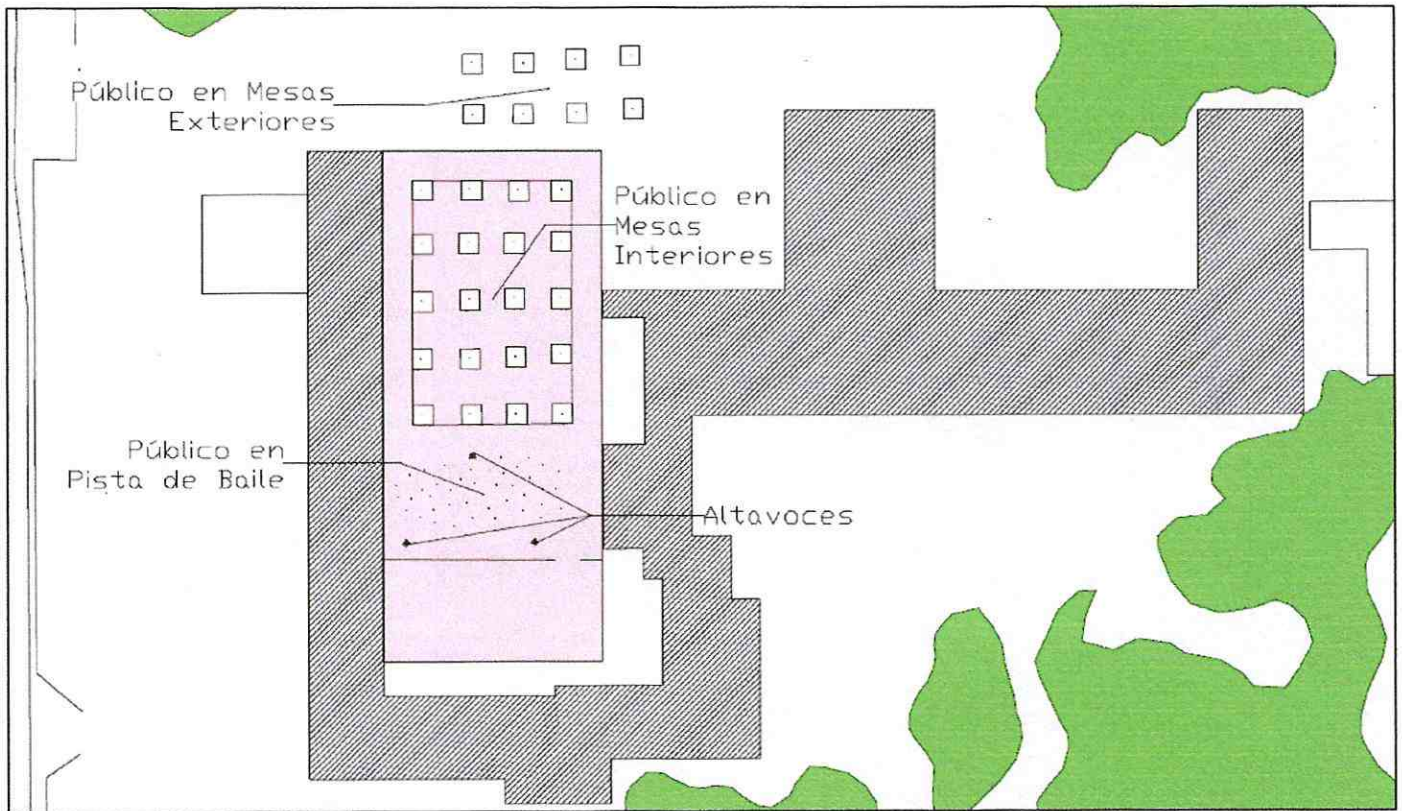 Público en Mesas
Exteriores
Público en
Mesas
Interiores
Público en
Pista de Baile
Altavoces